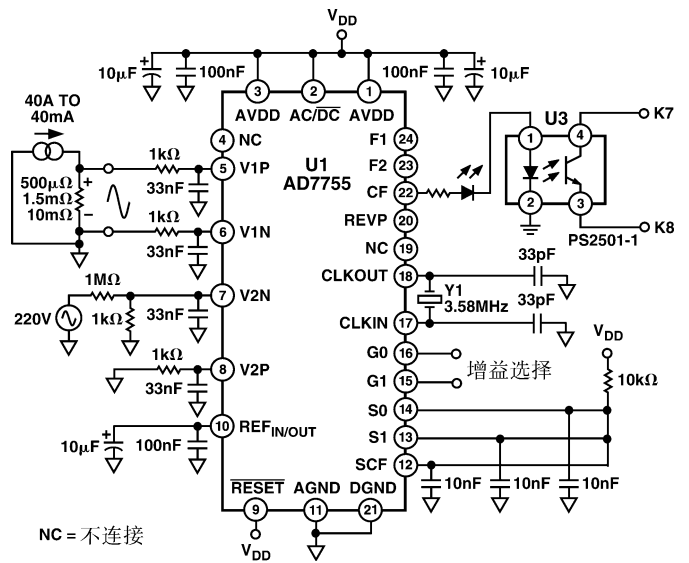 VDD
10µF
100nF
100nF
10µF
3
2
1
AVDD
AC/DC
AVDD
40A TO
40mA
500µΩ
1.5mΩ
10mΩ
+
−
1kΩ
33nF
1kΩ
33nF
1MΩ
1kΩ
33nF
220V
1kΩ
33nF
10µF
100nF
4
NC
5
V1P
6
V1N
7
V2N
8
V2P
10
REFIN/OUT
U1
AD7755
F1
24
F2
23
CF
22
REVP
20
NC
19
CLKOUT
18
CLKIN
17
G0
16
G1
15
S0
14
S1
13
SCF
12
RESET
AGND
DGND
9
11
21
VDD
U3
1
4
2
3
K7
K8
PS2501-1
33pF
Y1
3.58MHz
33pF
增益选择
VDD
10kΩ
10nF
10nF
10nF
NC = 不连接